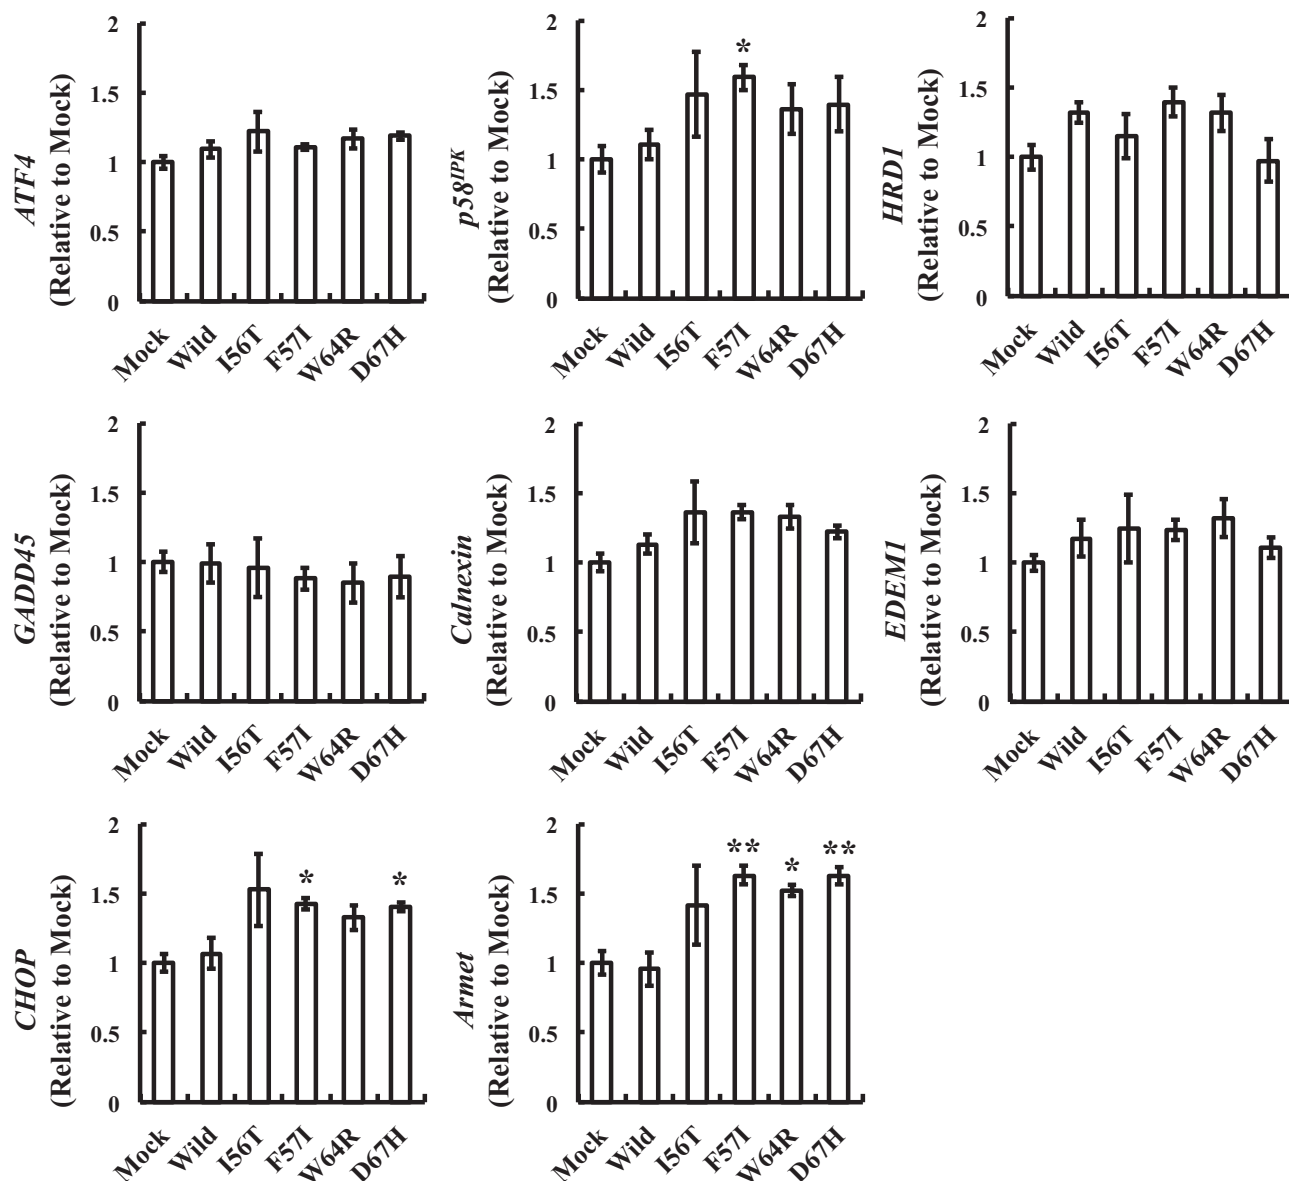 ATF4
(Relative to Mock)
2
1.5
1
0.5
0
Mock
Wild
I56T
F57I
W64R
D67H
p58^IPK
(Relative to Mock)
2
1.5
1
0.5
0
*
Mock
Wild
I56T
F57I
W64R
D67H
HRD1
(Relative to Mock)
2
1.5
1
0.5
0
Mock
Wild
I56T
F57I
W64R
D67H
GADD45
(Relative to Mock)
2
1.5
1
0.5
0
Mock
Wild
I56T
F57I
W64R
D67H
Calnexin
(Relative to Mock)
2
1.5
1
0.5
0
Mock
Wild
I56T
F57I
W64R
D67H
EDEM1
(Relative to Mock)
2
1.5
1
0.5
0
Mock
Wild
I56T
F57I
W64R
D67H
CHOP
(Relative to Mock)
2
1.5
1
0.5
0
*
*
Mock
Wild
I56T
F57I
W64R
D67H
Armet
(Relative to Mock)
2
1.5
1
0.5
0
**
*
**
Mock
Wild
I56T
F57I
W64R
D67H